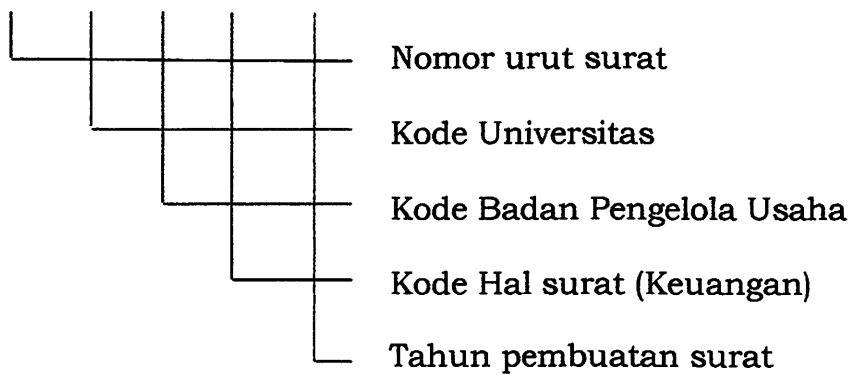 Nomor urut surat
Kode Universitas
Kode Badan Pengelola Usaha
Kode Hal surat (Keuangan)
Tahun pembuatan surat